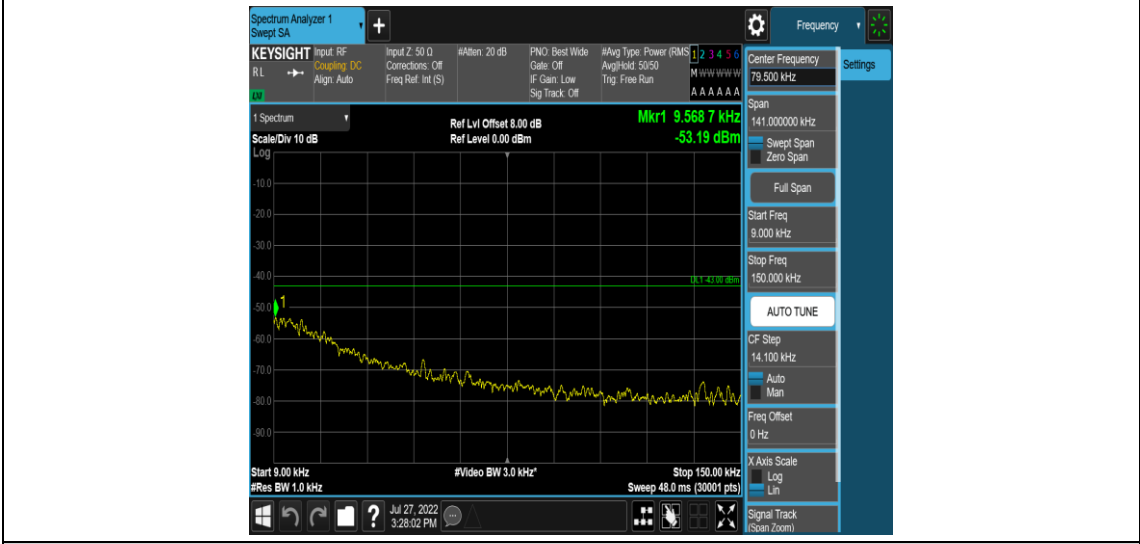 Spectrum Analyzer 1
Swept SA
+
Frequency
KEYSIGHT
RL
Input: RF
Coupling: DC
Align: Auto
Input Z: 50 Ω
Corrections: Off
Freq Ref: Int (S)
#Atten: 20 dB
PNO: Best Wide
Gate: Off
IF Gain: Low
Sig Track: Off
#Avg Type: Power (RMS
Avg|Hold: 50/50
Trig: Free Run
1 2 3 4 5 6
M W W W W W
A A A A A A
1 Spectrum
Scale/Div 10 dB
Log
Ref Lvl Offset 8.00 dB
Ref Level 0.00 dBm
Mkr1 9.568 7 kHz
-53.19 dBm
-10.0
-20.0
-30.0
-40.0
DL1 -43.00 dBm
-50.0
1
-60.0
-70.0
-80.0
-90.0
Start 9.00 kHz
#Res BW 1.0 kHz
#Video BW 3.0 kHz*
Stop 150.00 kHz
Sweep 48.0 ms (30001 pts)
?
Jul 27, 2022
3:28:02 PM
Center Frequency
79.500 kHz
Settings
Span
141.000000 kHz
Swept Span
Zero Span
Full Span
Start Freq
9.000 kHz
Stop Freq
150.000 kHz
AUTO TUNE
CF Step
14.100 kHz
Auto
Man
Freq Offset
0 Hz
X Axis Scale
Log
Lin
Signal Track
(Span Zoom)